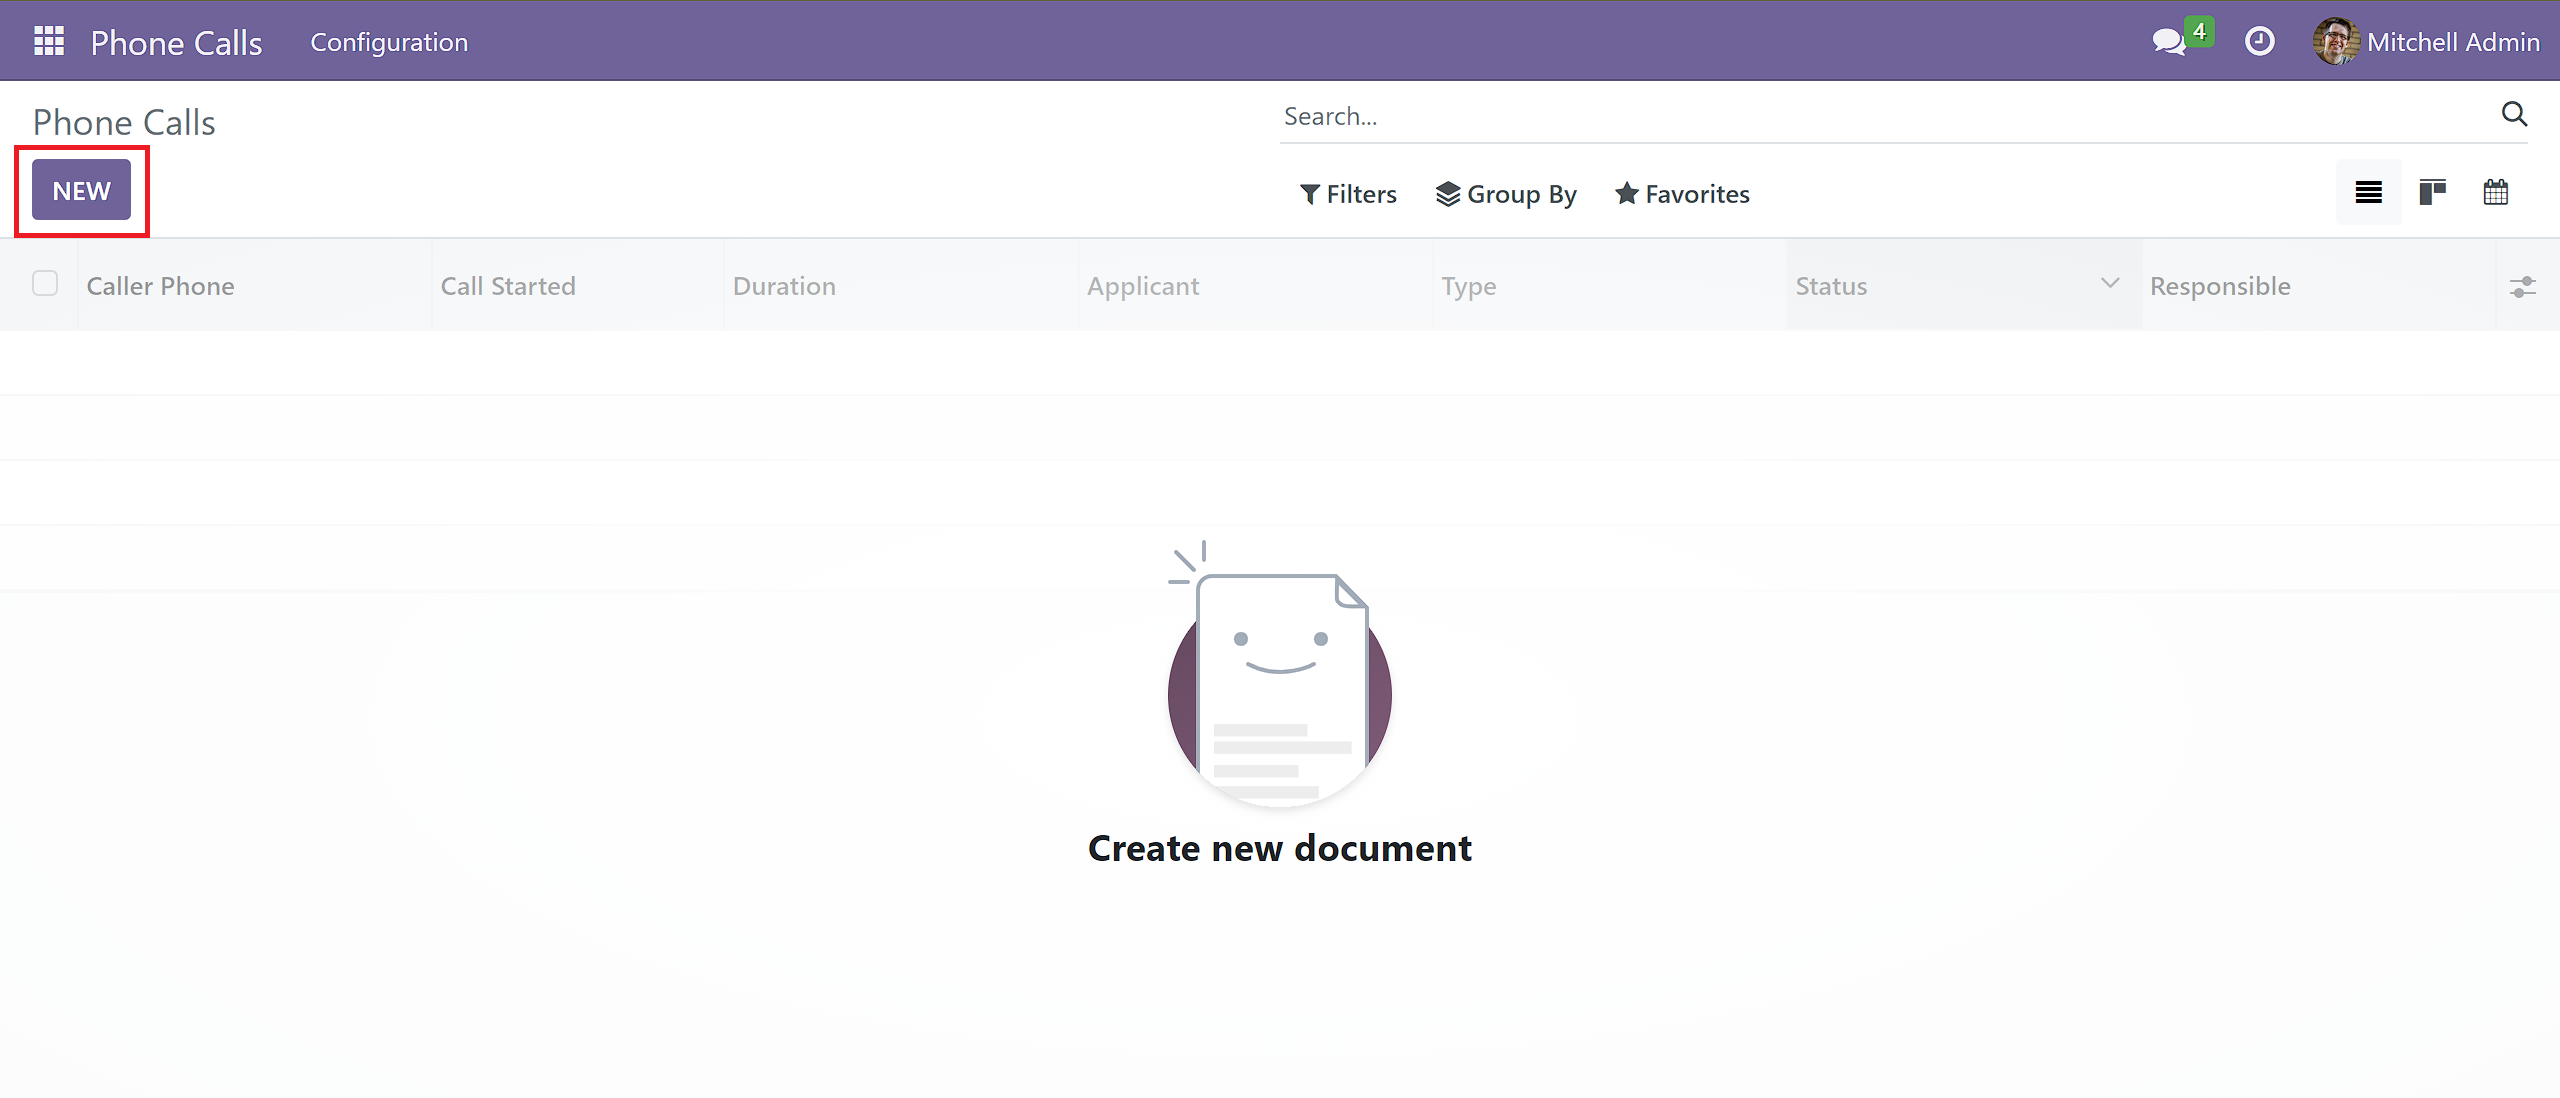 Phone Calls Configuration 4 Mitchell Admin
Phone Calls Search...
NEW Filters Group By Favorites
Caller Phone Call Started Duration Applicant Type Status Responsible
Create new document